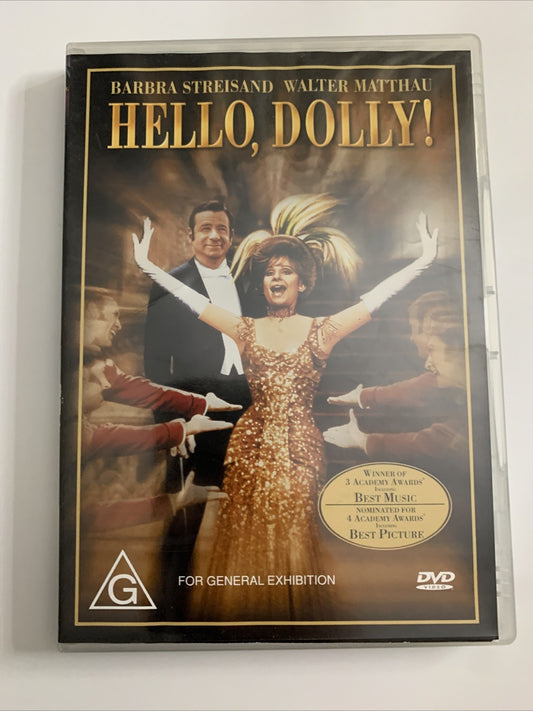 BARBRA STREISAND WALTER MATTHAU
HELLO, DOLLY!
WINNER OF
3 ACADEMY AWARDS®
INCLUDING
BEST MUSIC
NOMINATED FOR
4 ACADEMY AWARDS®
INCLUDING
BEST PICTURE
G
FOR GENERAL EXHIBITION
DVD
VIDEO